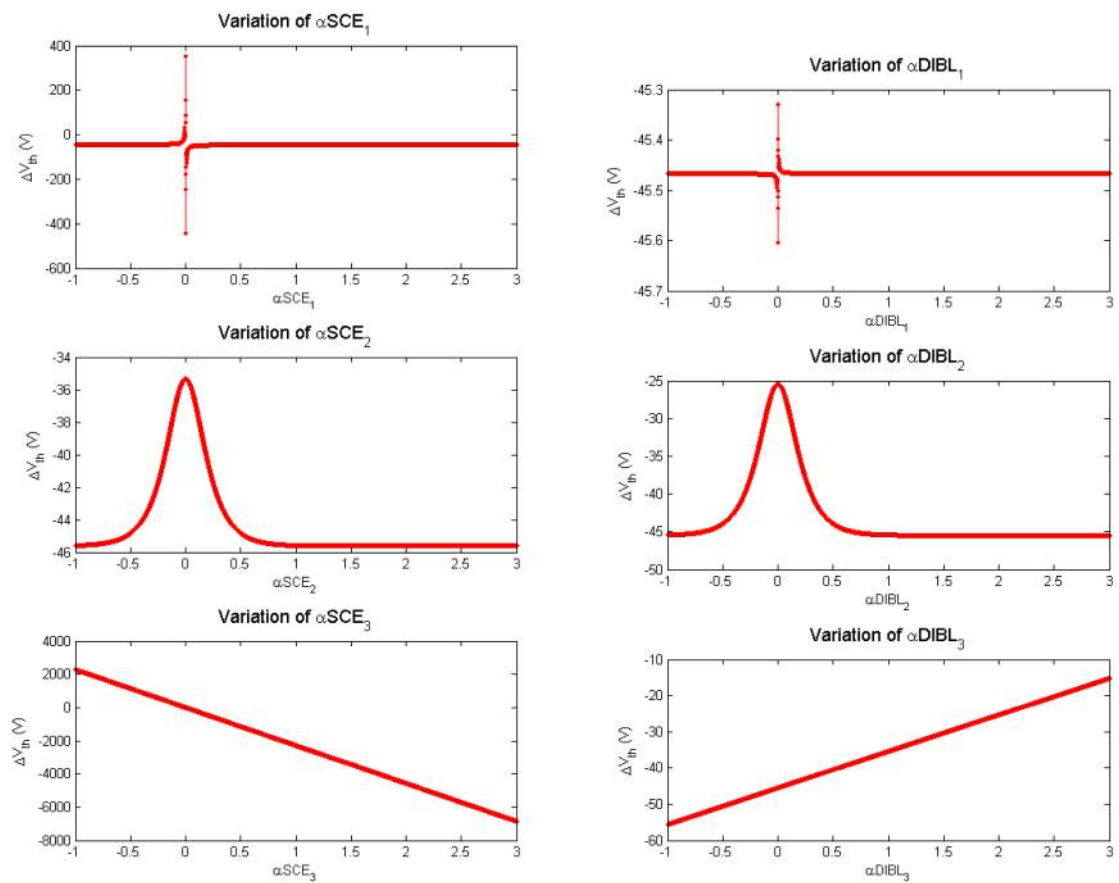 Variation of αSCE1
400
200
0
-200
-400
-600
ΔVth (V)
-1 -0.5 0 0.5 1 1.5 2 2.5 3
αSCE1
Variation of αDIBL1
-45.3
-45.4
-45.5
-45.6
-45.7
ΔVth (V)
-1 -0.5 0 0.5 1 1.5 2 2.5 3
αDIBL1
Variation of αSCE2
-34
-36
-38
-40
-42
-44
-46
ΔVth (V)
-1 -0.5 0 0.5 1 1.5 2 2.5 3
αSCE2
Variation of αDIBL2
-25
-30
-35
-40
-45
-50
ΔVth (V)
-1 -0.5 0 0.5 1 1.5 2 2.5 3
αDIBL2
Variation of αSCE3
4000
2000
0
-2000
-4000
-6000
-8000
ΔVth (V)
-1 -0.5 0 0.5 1 1.5 2 2.5 3
αSCE3
Variation of αDIBL3
-10
-20
-30
-40
-50
-60
ΔVth (V)
-1 -0.5 0 0.5 1 1.5 2 2.5 3
αDIBL3